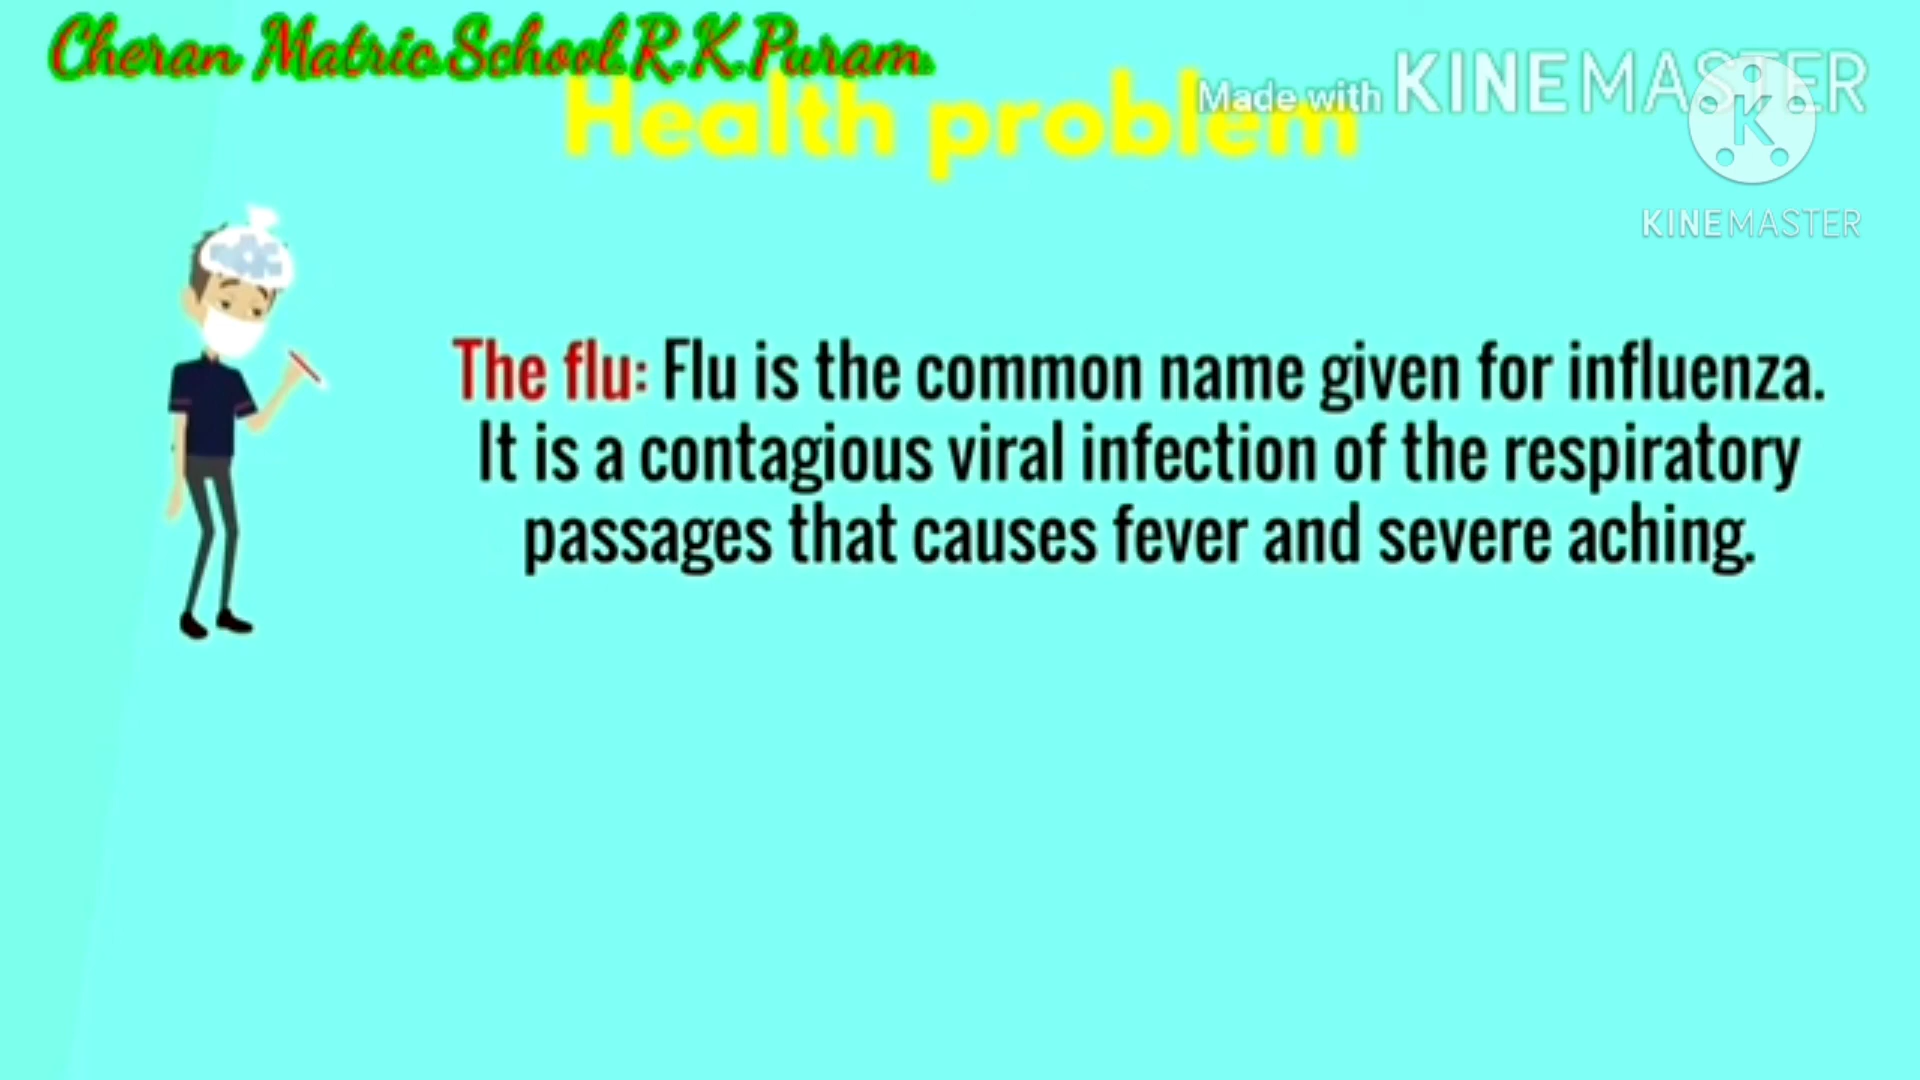 Cheran Matric.School.R.K.Puram.
Health problem
Made with KINEMASTER
K
KINEMASTER
The flu: Flu is the common name given for influenza.
It is a contagious viral infection of the respiratory
passages that causes fever and severe aching.